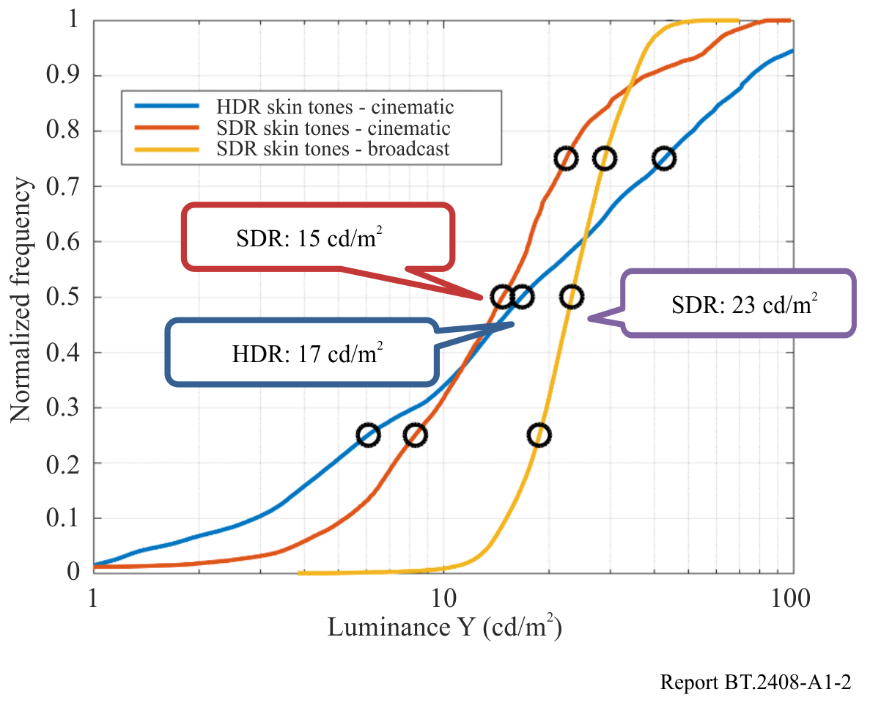 1
0.9
0.8
0.7
0.6
0.5
0.4
0.3
0.2
0.1
0
Normalized frequency
HDR skin tones - cinematic
SDR skin tones - cinematic
SDR skin tones - broadcast
SDR: 15 cd/m²
HDR: 17 cd/m²
SDR: 23 cd/m²
1 10 100
Luminance Y (cd/m²)
Report BT.2408-A1-2